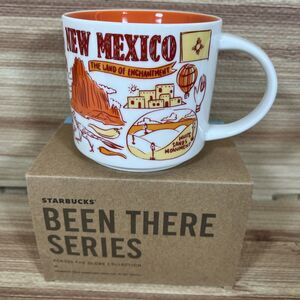 NEW MEXICO
THE LAND OF ENCHANTMENT
WHITE
SANDS
MONUMENT
STARBUCKS
BEEN THERE
SERIES
ACROSS THE GLOBE COLLECTION